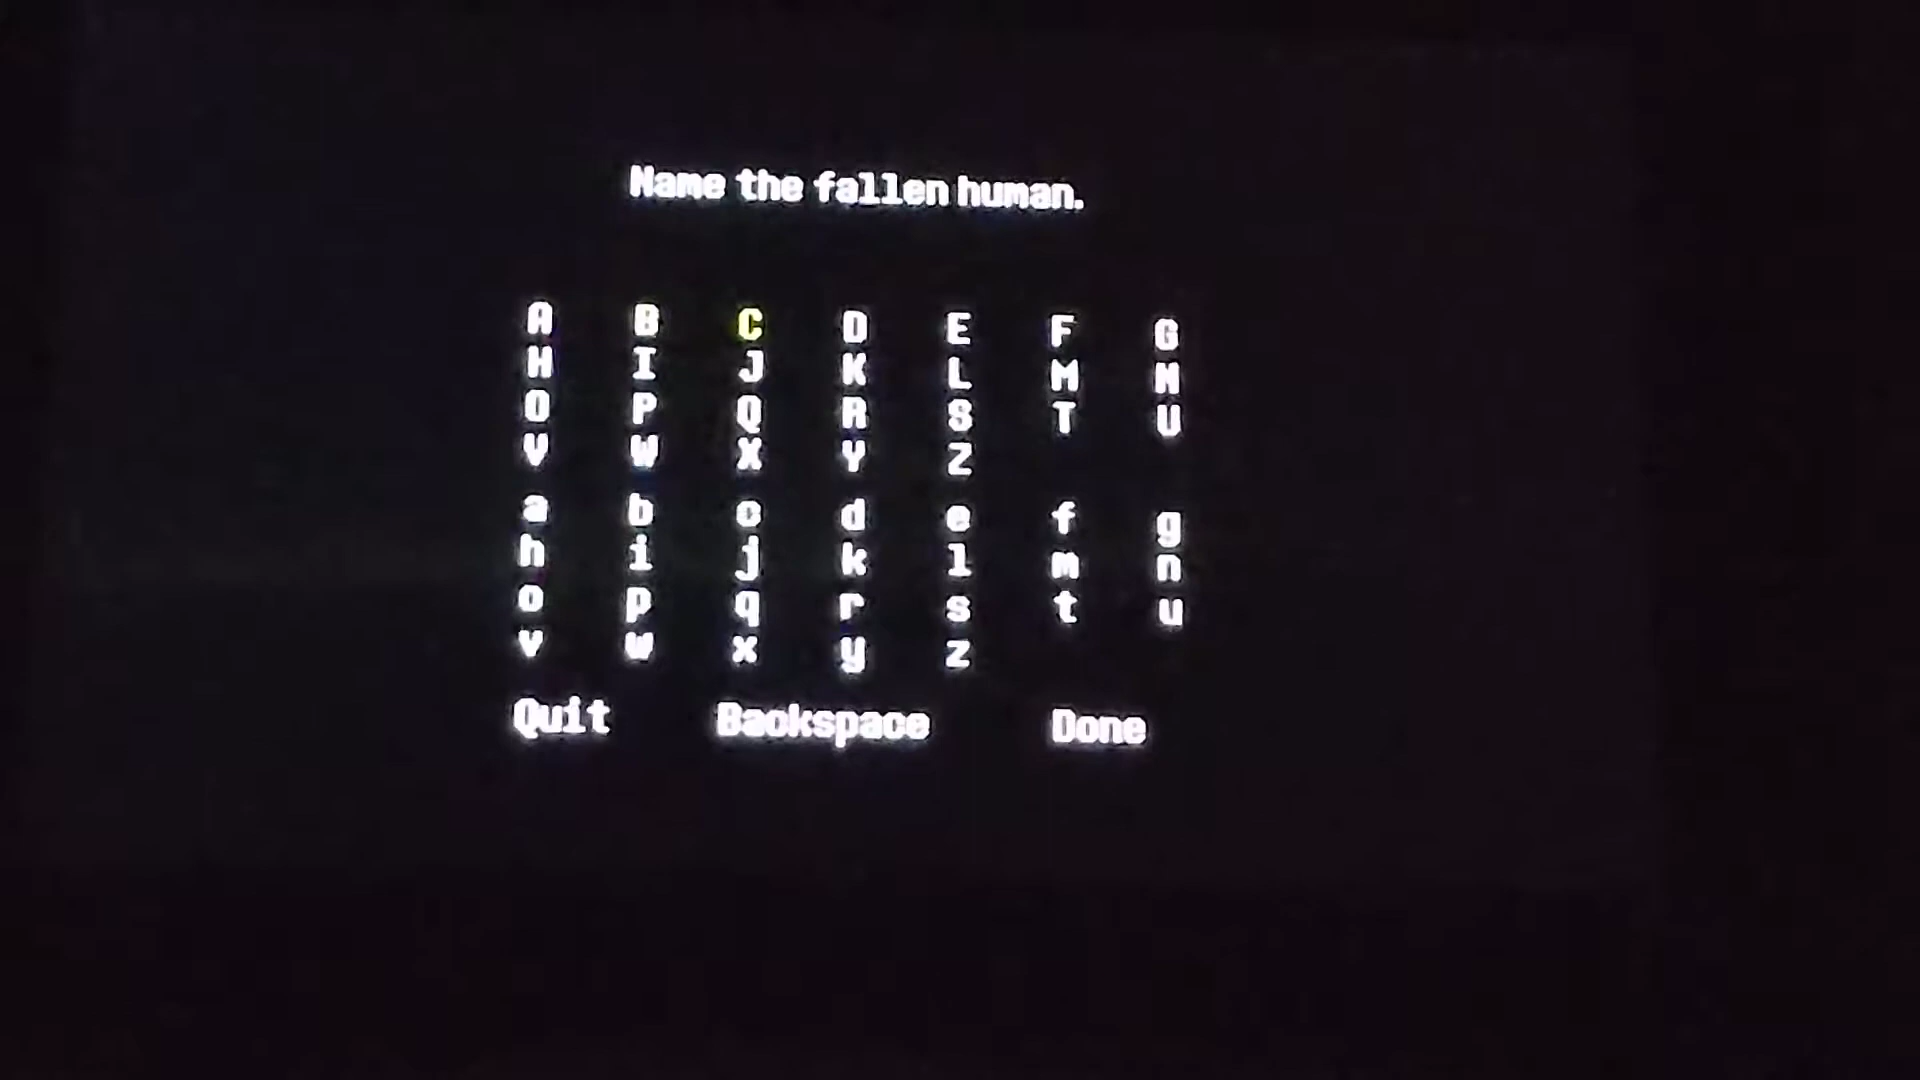 Name the fallen human.
A B C D E F G
H I J K L M N
O P Q R S T U
V W X Y Z
a b c d e f g
h i j k l m n
o p q r s t u
v w x y z
Quit Backspace Done